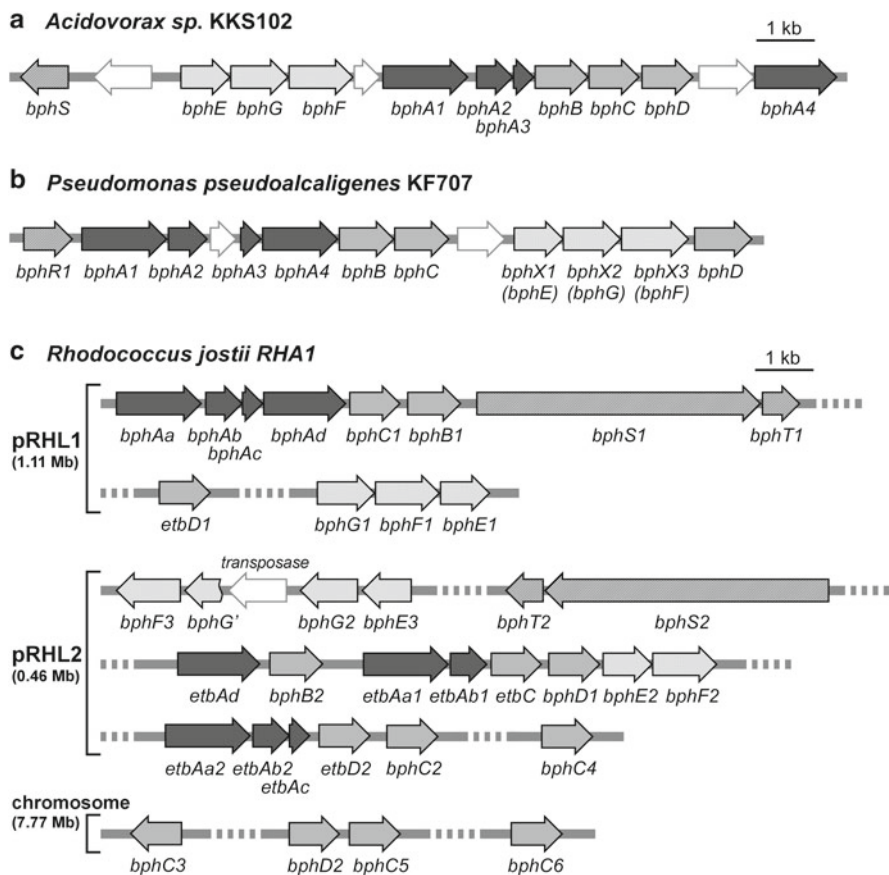 a Acidovorax sp. KKS102
1 kb
bphS bphE bphG bphF bphA1 bphA2 bphB bphC bphD bphA4
bphA3
b Pseudomonas pseudoalcaligenes KF707
bphR1 bphA1 bphA2 bphA3 bphA4 bphB bphC bphX1 bphX2 bphX3 bphD
(bphE) (bphG) (bphF)
c Rhodococcus jostii RHA1
1 kb
pRHL1
(1.11 Mb)
bphAa bphAb bphAd bphC1 bphB1 bphS1 bphT1
bphAc
etbD1 bphG1 bphF1 bphE1
transposase
bphF3 bphG' bphG2 bphE3 bphT2 bphS2
pRHL2
(0.46 Mb)
etbAd bphB2 etbAa1 etbAb1 etbC bphD1 bphE2 bphF2
etbAa2 etbAb2 etbD2 bphC2 bphC4
etbAc
chromosome
(7.77 Mb)
bphC3 bphD2 bphC5 bphC6